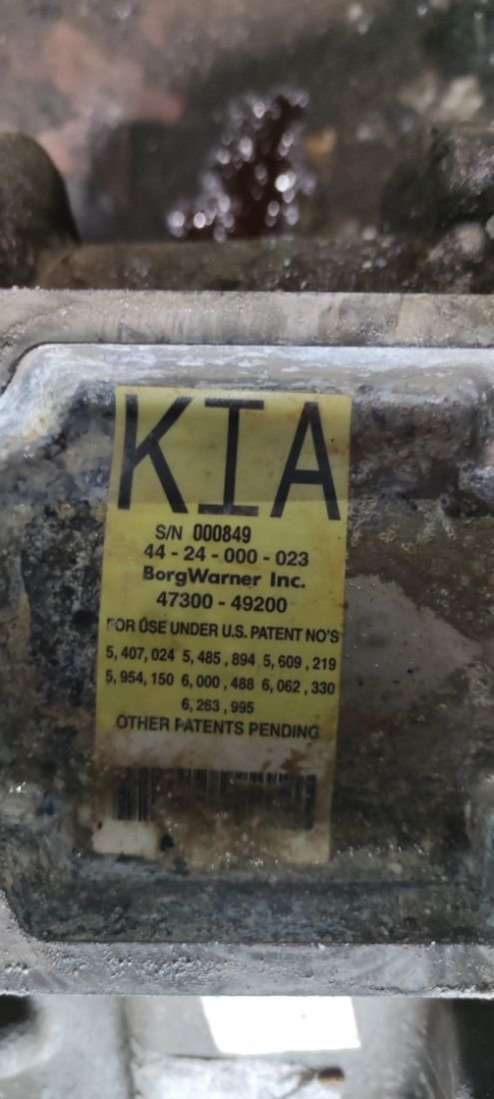 KIA
S/N 000849
44-24-000-023
BorgWarner Inc.
47300-49200
FOR USE UNDER U.S. PATENT NO'S
5,407,024 5,485,894 5,609,219
5,954,150 6,000,488 6,062,330
6,263,995
OTHER PATENTS PENDING